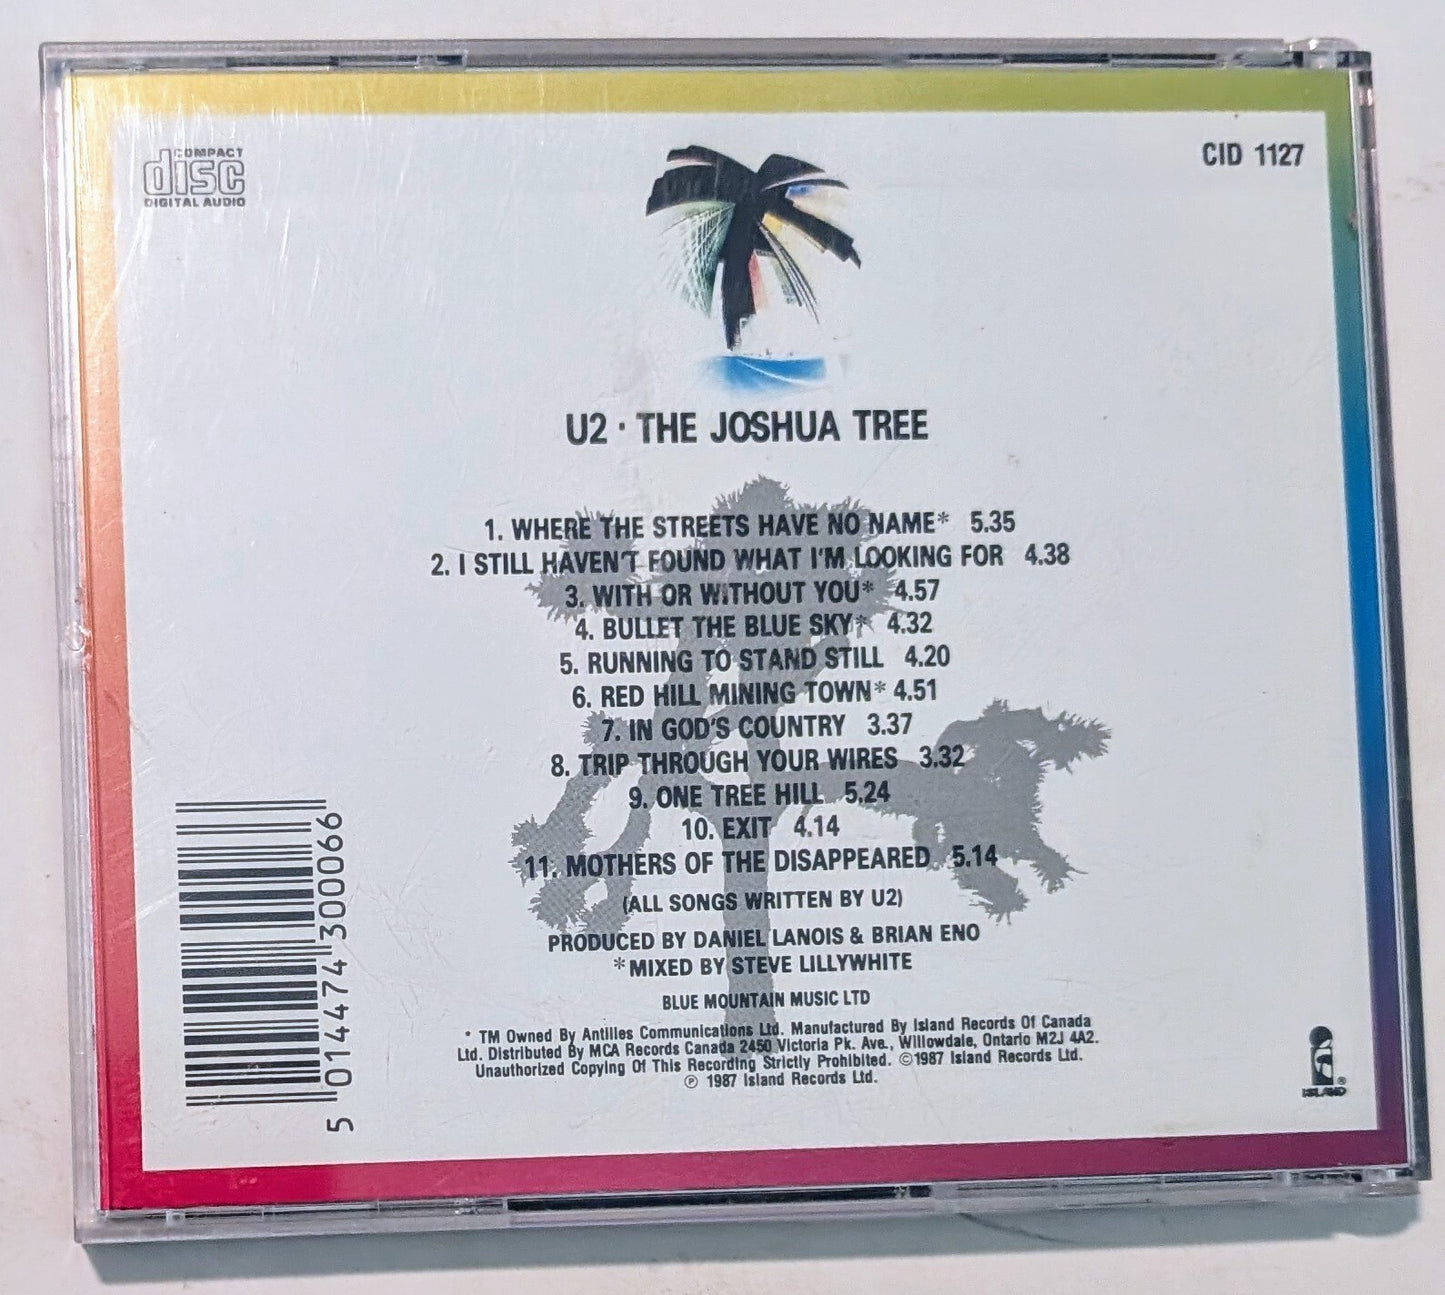 COMPACT
disc
DIGITAL AUDIO
CID 1127
U2 · THE JOSHUA TREE
1. WHERE THE STREETS HAVE NO NAME* 5.35
2. I STILL HAVEN'T FOUND WHAT I'M LOOKING FOR 4.38
3. WITH OR WITHOUT YOU* 4.57
4. BULLET THE BLUE SKY* 4.32
5. RUNNING TO STAND STILL 4.20
6. RED HILL MINING TOWN* 4.51
7. IN GOD'S COUNTRY 3.37
8. TRIP THROUGH YOUR WIRES 3.32
9. ONE TREE HILL 5.24
10. EXIT 4.14
11. MOTHERS OF THE DISAPPEARED 5.14
(ALL SONGS WRITTEN BY U2)
PRODUCED BY DANIEL LANOIS & BRIAN ENO
*MIXED BY STEVE LILLYWHITE
BLUE MOUNTAIN MUSIC LTD
* TM Owned By Antilles Communications Ltd. Manufactured By Island Records Of Canada
Ltd. Distributed By MCA Records Canada 2450 Victoria Pk. Ave., Willowdale, Ontario M2J 4A2.
Unauthorized Copying Of This Recording Strictly Prohibited. ©1987 Island Records Ltd.
℗ 1987 Island Records Ltd.
5 014474 300066
ISLAND®